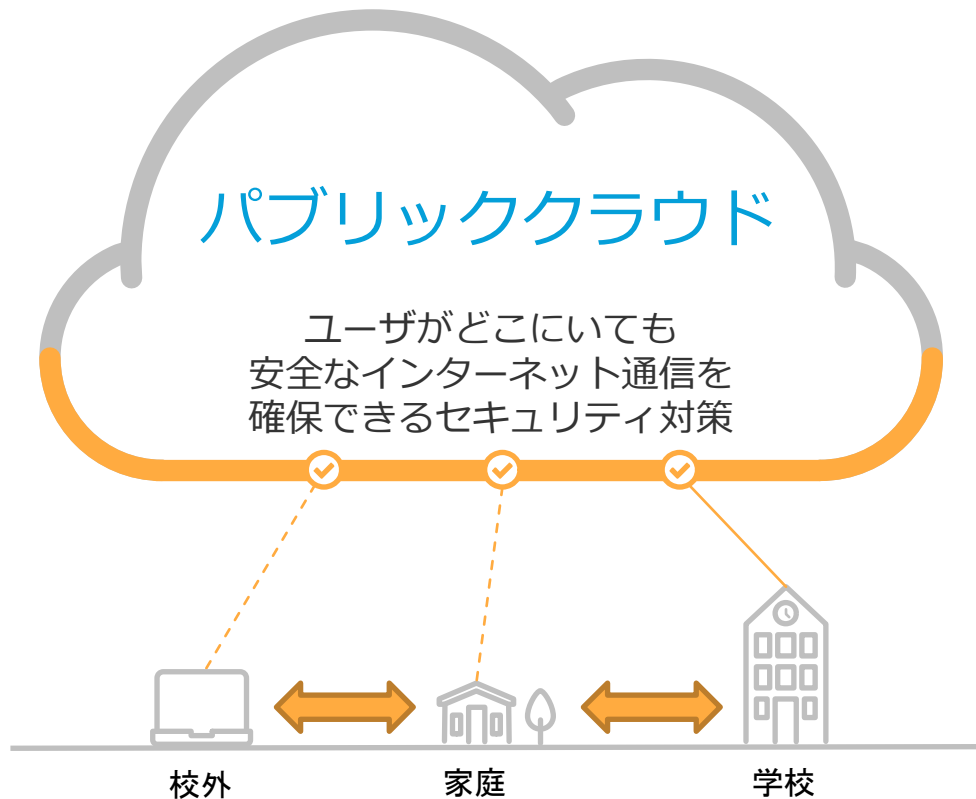 パブリッククラウド
ユーザがどこにいても
安全なインターネット通信を
確保できるセキュリティ対策
校外
家庭
学校